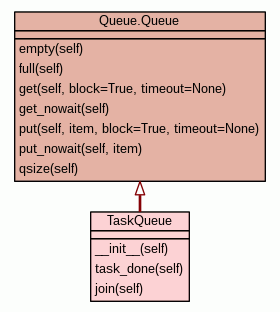 Queue.Queue
empty(self)
full(self)
get(self, block=True, timeout=None)
get_nowait(self)
put(self, item, block=True, timeout=None)
put_nowait(self, item)
qsize(self)
TaskQueue
__init__(self)
task_done(self)
join(self)